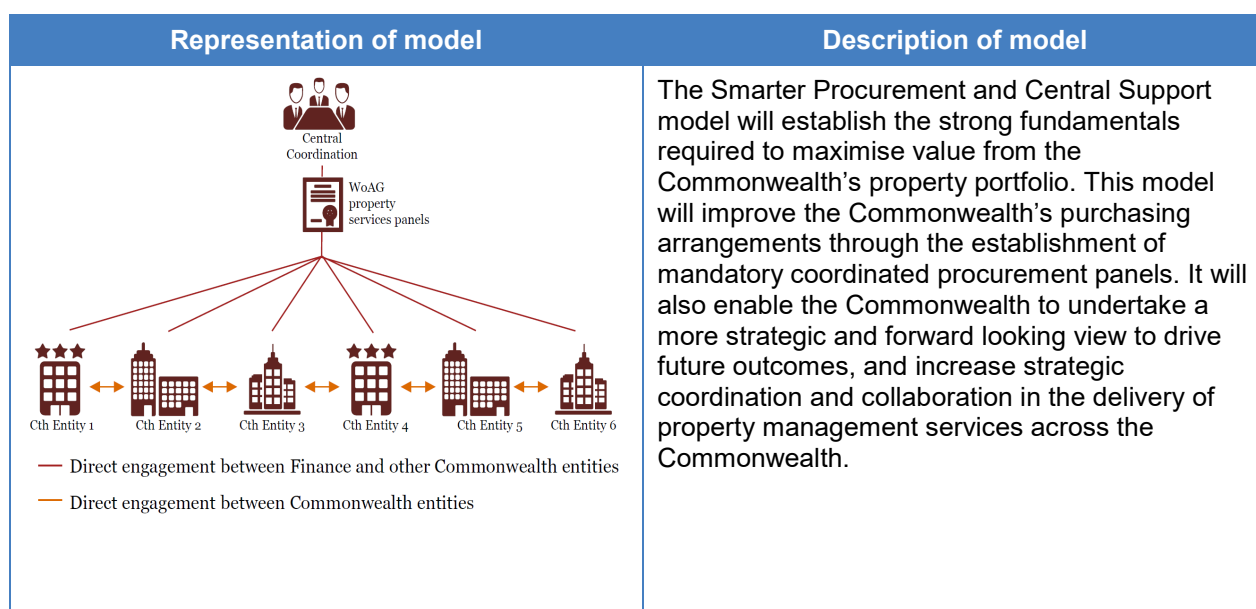 Representation of model
Description of model
Central
Coordination
WoAG
property
services panels
Cth Entity 1
Cth Entity 2
Cth Entity 3
Cth Entity 4
Cth Entity 5
Cth Entity 6
Direct engagement between Finance and other Commonwealth entities
Direct engagement between Commonwealth entities
The Smarter Procurement and Central Support
model will establish the strong fundamentals
required to maximise value from the
Commonwealth’s property portfolio. This model
will improve the Commonwealth’s purchasing
arrangements through the establishment of
mandatory coordinated procurement panels. It will
also enable the Commonwealth to undertake a
more strategic and forward looking view to drive
future outcomes, and increase strategic
coordination and collaboration in the delivery of
property management services across the
Commonwealth.